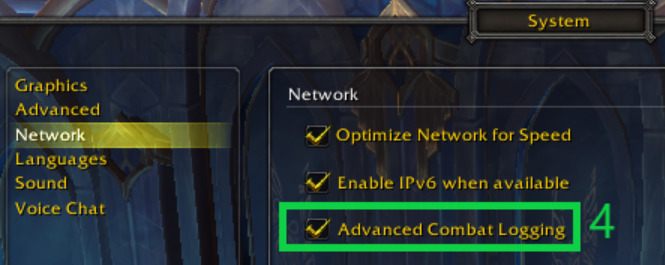 System
Graphics
Advanced
Network
Languages
Sound
Voice Chat
Network
Optimize Network for Speed
Enable IPv6 when available
Advanced Combat Logging 4